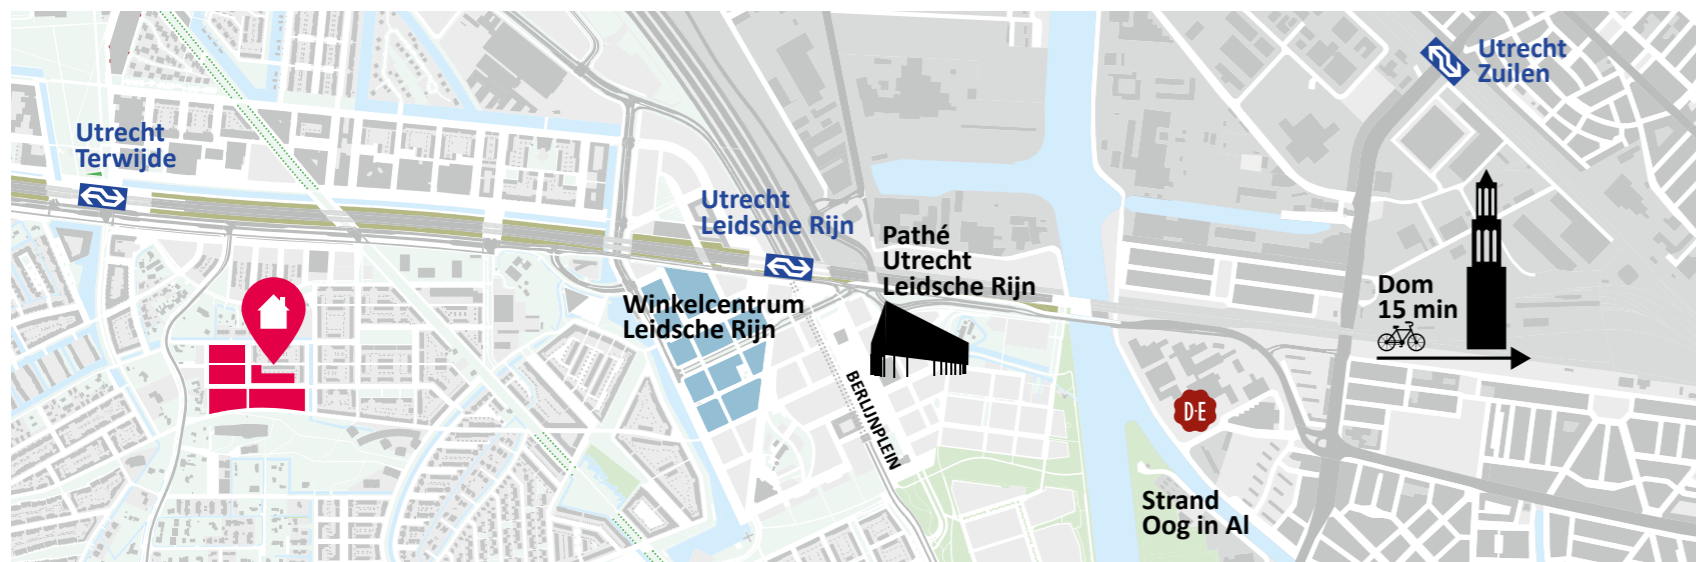 Utrecht
Zuilen
Utrecht
Terwijde
Utrecht
Leidsche Rijn
Pathé
Utrecht
Leidsche Rijn
Winkelcentrum
Leidsche Rijn
Dom
15 min
BERLIJNPLEIN
D·E
Strand
Oog in Al